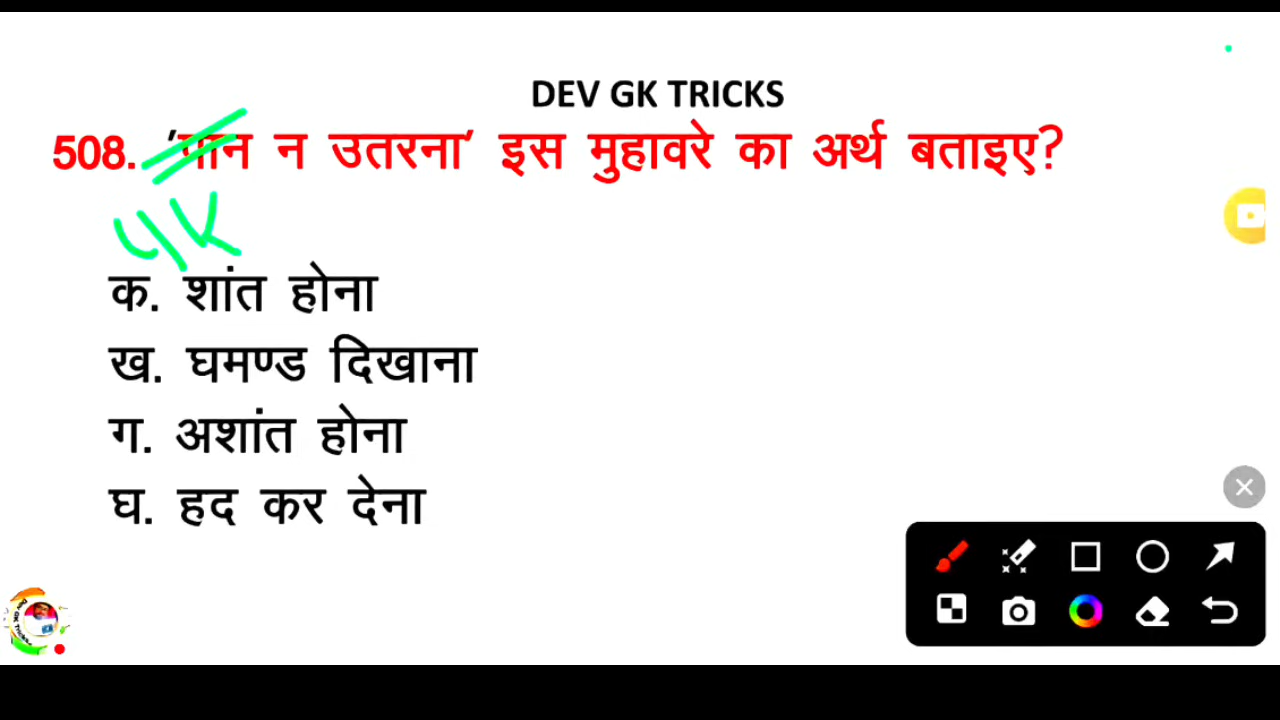 DEV GK TRICKS
508. 'गान न उतरना' इस मुहावरे का अर्थ बताइए?
क. शांत होना
ख. घमण्ड दिखाना
ग. अशांत होना
घ. हद कर देना